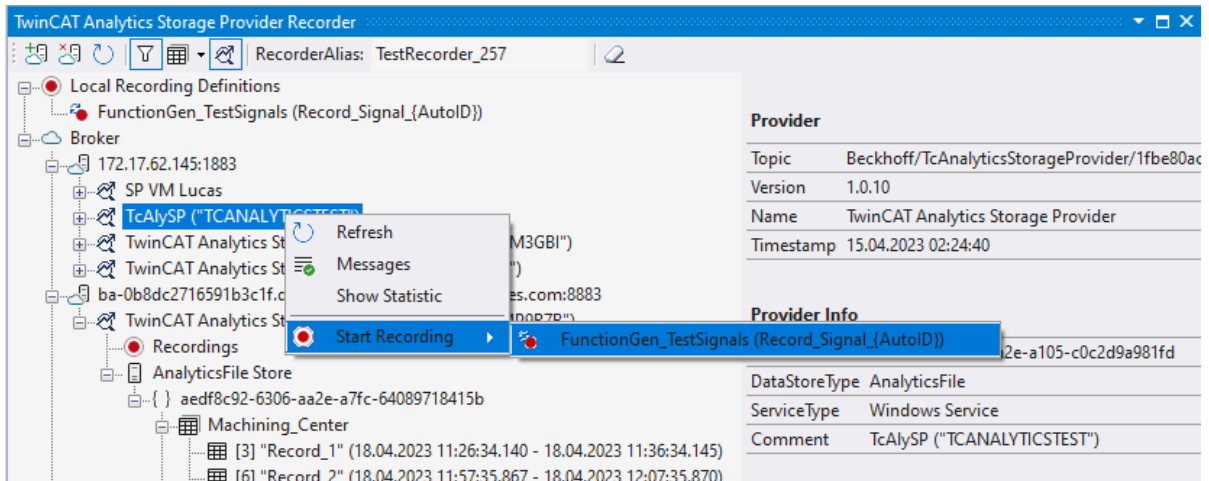 TwinCAT Analytics Storage Provider Recorder
RecorderAlias: TestRecorder_257
Local Recording Definitions
FunctionGen_TestSignals (Record_Signal_{AutoID})
Broker
172.17.62.145:1883
SP VM Lucas
TcAlySP ("TCANALYTICSTEST")
TwinCAT Analytics St M3GBI")
TwinCAT Analytics St ")
ba-0b8dc2716591b3c1f.c es.com:8883
TwinCAT Analytics St
Recordings
AnalyticsFile Store
{ } aedf8c92-6306-aa2e-a7fc-64089718415b
Machining_Center
[3] "Record_1" (18.04.2023 11:26:34.140 - 18.04.2023 11:36:34.145)
[6] "Record_2" (18.04.2023 11:57:35.867 - 18.04.2023 12:07:35.870)
Refresh
Messages
Show Statistic
Start Recording
FunctionGen_TestSignals (Record_Signal_{AutoID})
Provider
Topic Beckhoff/TcAnalyticsStorageProvider/1fbe80ac
Version 1.0.10
Name TwinCAT Analytics Storage Provider
Timestamp 15.04.2023 02:24:40
Provider Info
2e-a105-c0c2d9a981fd
DataStoreType AnalyticsFile
ServiceType Windows Service
Comment TcAlySP ("TCANALYTICSTEST")